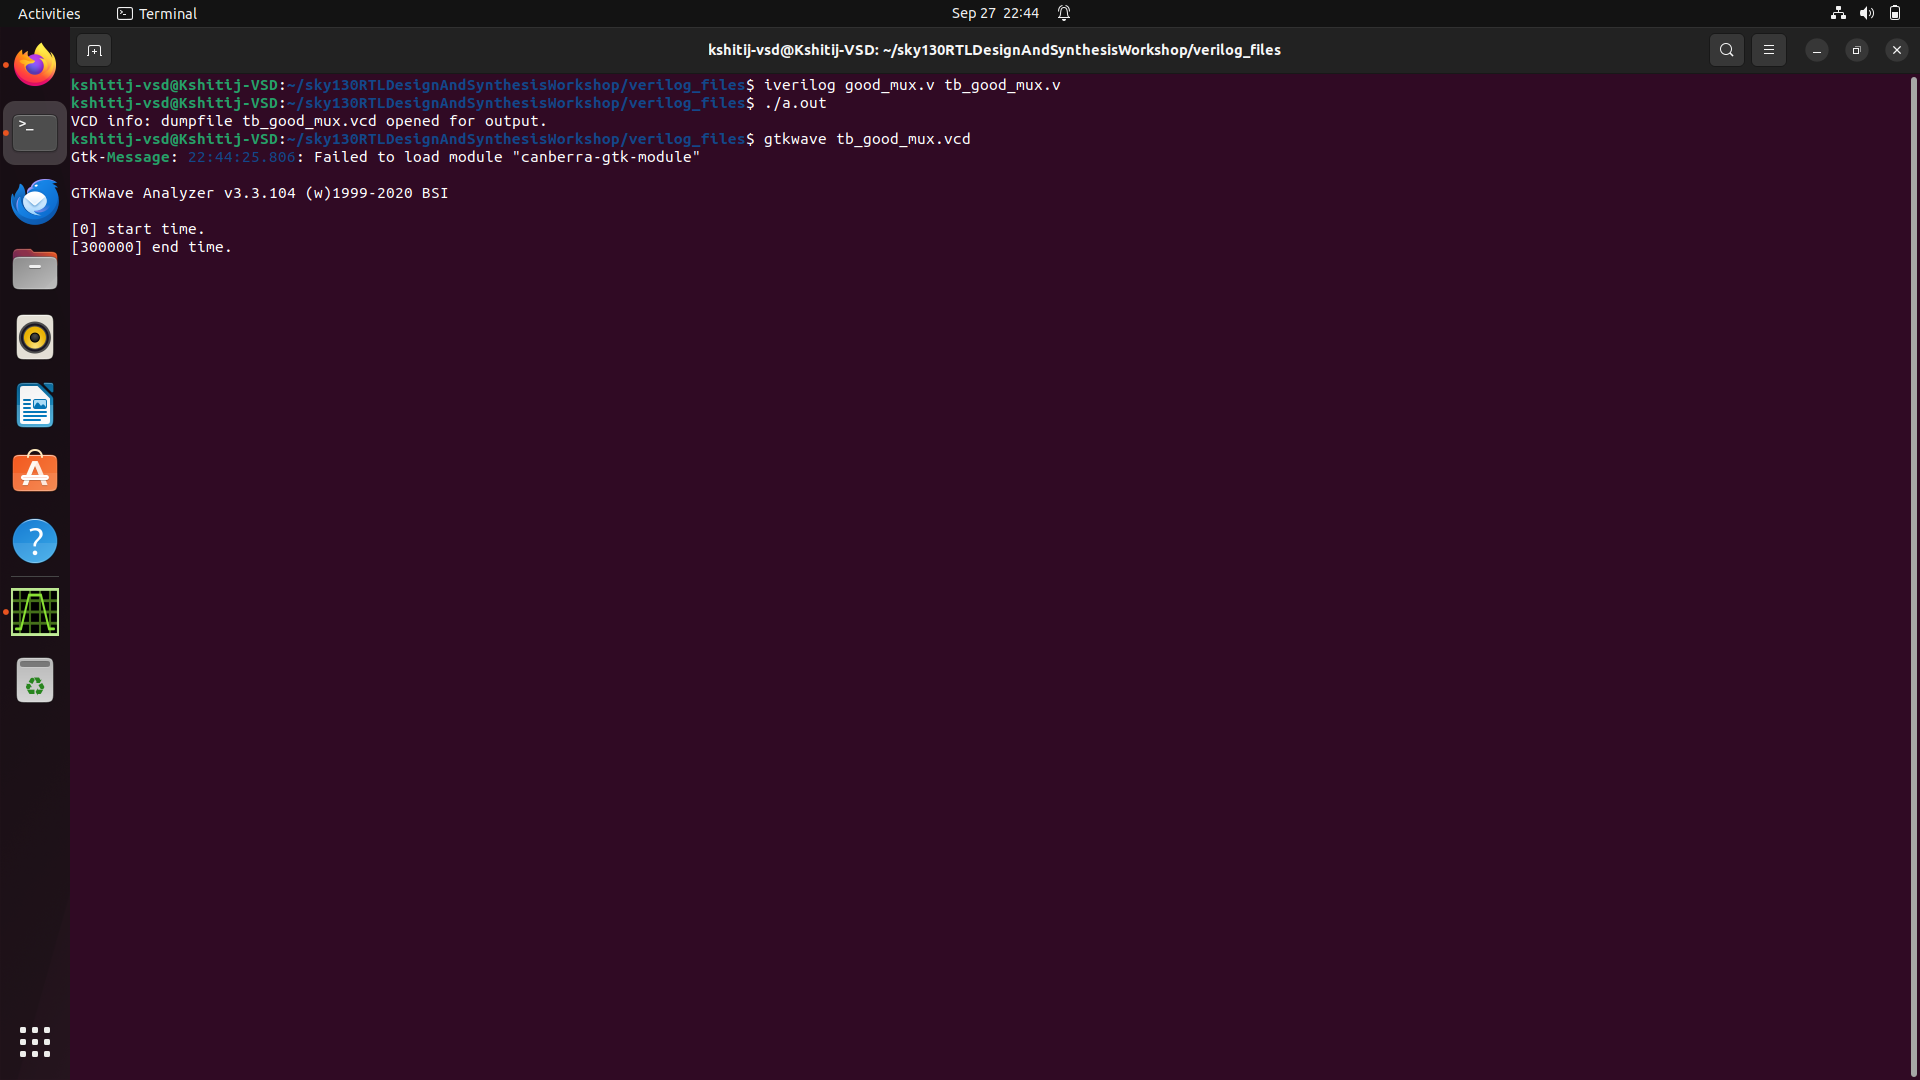 Activities Terminal Sep 27 22:44
kshitij-vsd@Kshitij-VSD: ~/sky130RTLDesignAndSynthesisWorkshop/verilog_files
kshitij-vsd@Kshitij-VSD:~/sky130RTLDesignAndSynthesisWorkshop/verilog_files$ iverilog good_mux.v tb_good_mux.v
kshitij-vsd@Kshitij-VSD:~/sky130RTLDesignAndSynthesisWorkshop/verilog_files$ ./a.out
VCD info: dumpfile tb_good_mux.vcd opened for output.
kshitij-vsd@Kshitij-VSD:~/sky130RTLDesignAndSynthesisWorkshop/verilog_files$ gtkwave tb_good_mux.vcd
Gtk-Message: 22:44:25.806: Failed to load module "canberra-gtk-module"
GTKWave Analyzer v3.3.104 (w)1999-2020 BSI
[0] start time.
[300000] end time.